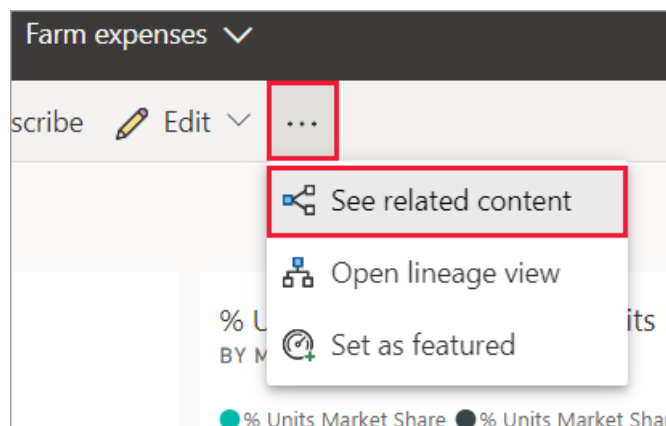 Farm expenses
scribe Edit ...
See related content
Open lineage view
% U its
Set as featured
BY M
% Units Market Share % Units Market Shar